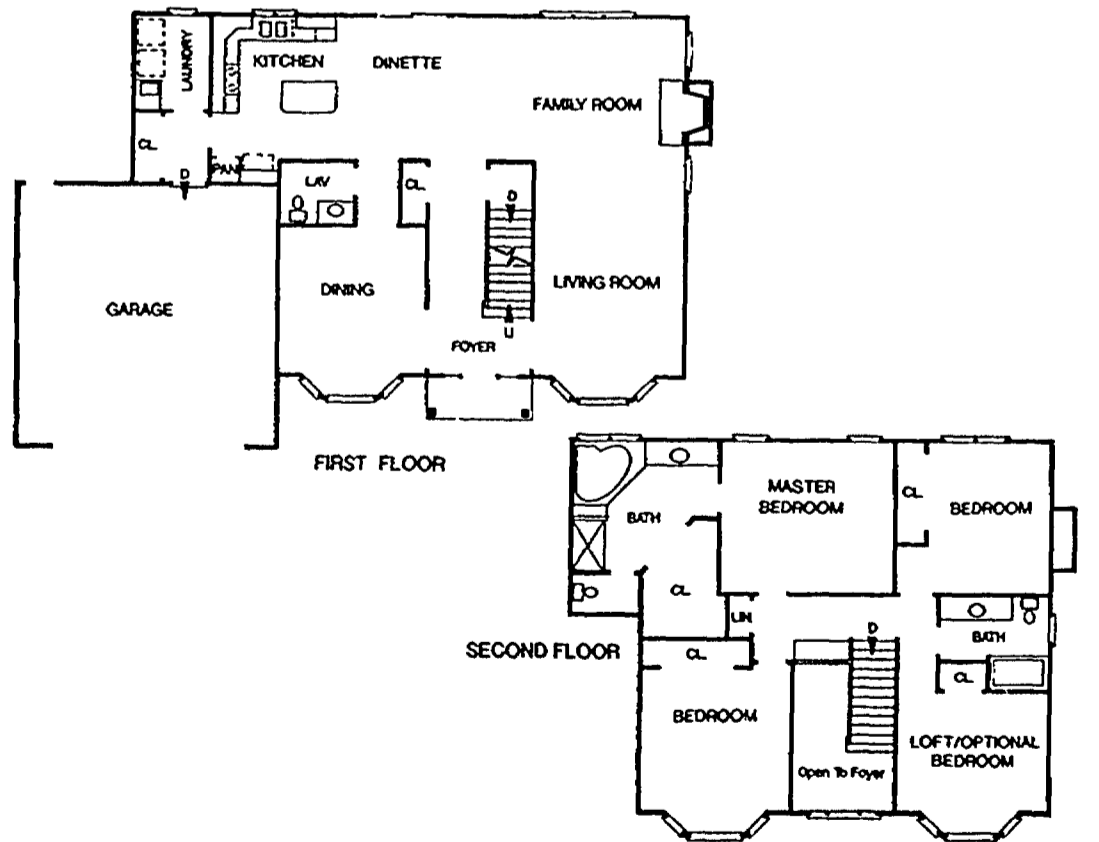 LAUNDRY
KITCHEN
DINETTE
FAMILY ROOM
CL
D
PAN
LAV
CL
D
GARAGE
DINING
LIVING ROOM
U
FOYER
FIRST FLOOR
MASTER
BEDROOM
CL
BEDROOM
BATH
CL
LIN
D
BATH
SECOND FLOOR
CL
CL
BEDROOM
LOFT/OPTIONAL
BEDROOM
Open To Foyer